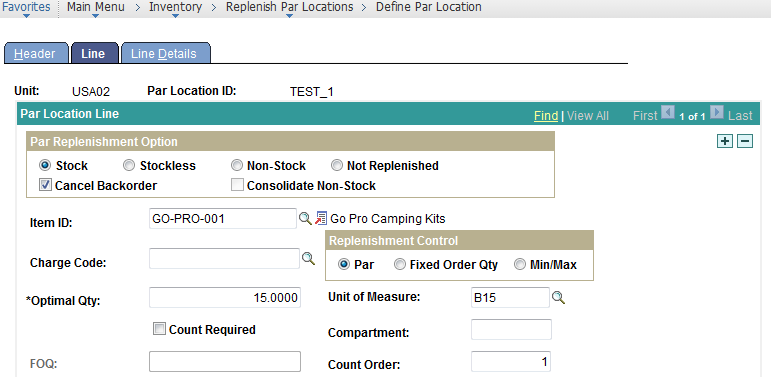 Favorites Main Menu > Inventory > Replenish Par Locations > Define Par Location
Header Line Line Details
Unit: USA02 Par Location ID: TEST_1
Par Location Line Find | View All First 1 of 1 Last
Par Replenishment Option
Stock Stockless Non-Stock Not Replenished
Cancel Backorder Consolidate Non-Stock
Item ID: GO-PRO-001 Go Pro Camping Kits
Replenishment Control
Charge Code: Par Fixed Order Qty Min/Max
*Optimal Qty: 15.0000 Unit of Measure: B15
Count Required Compartment:
FOQ: Count Order: 1